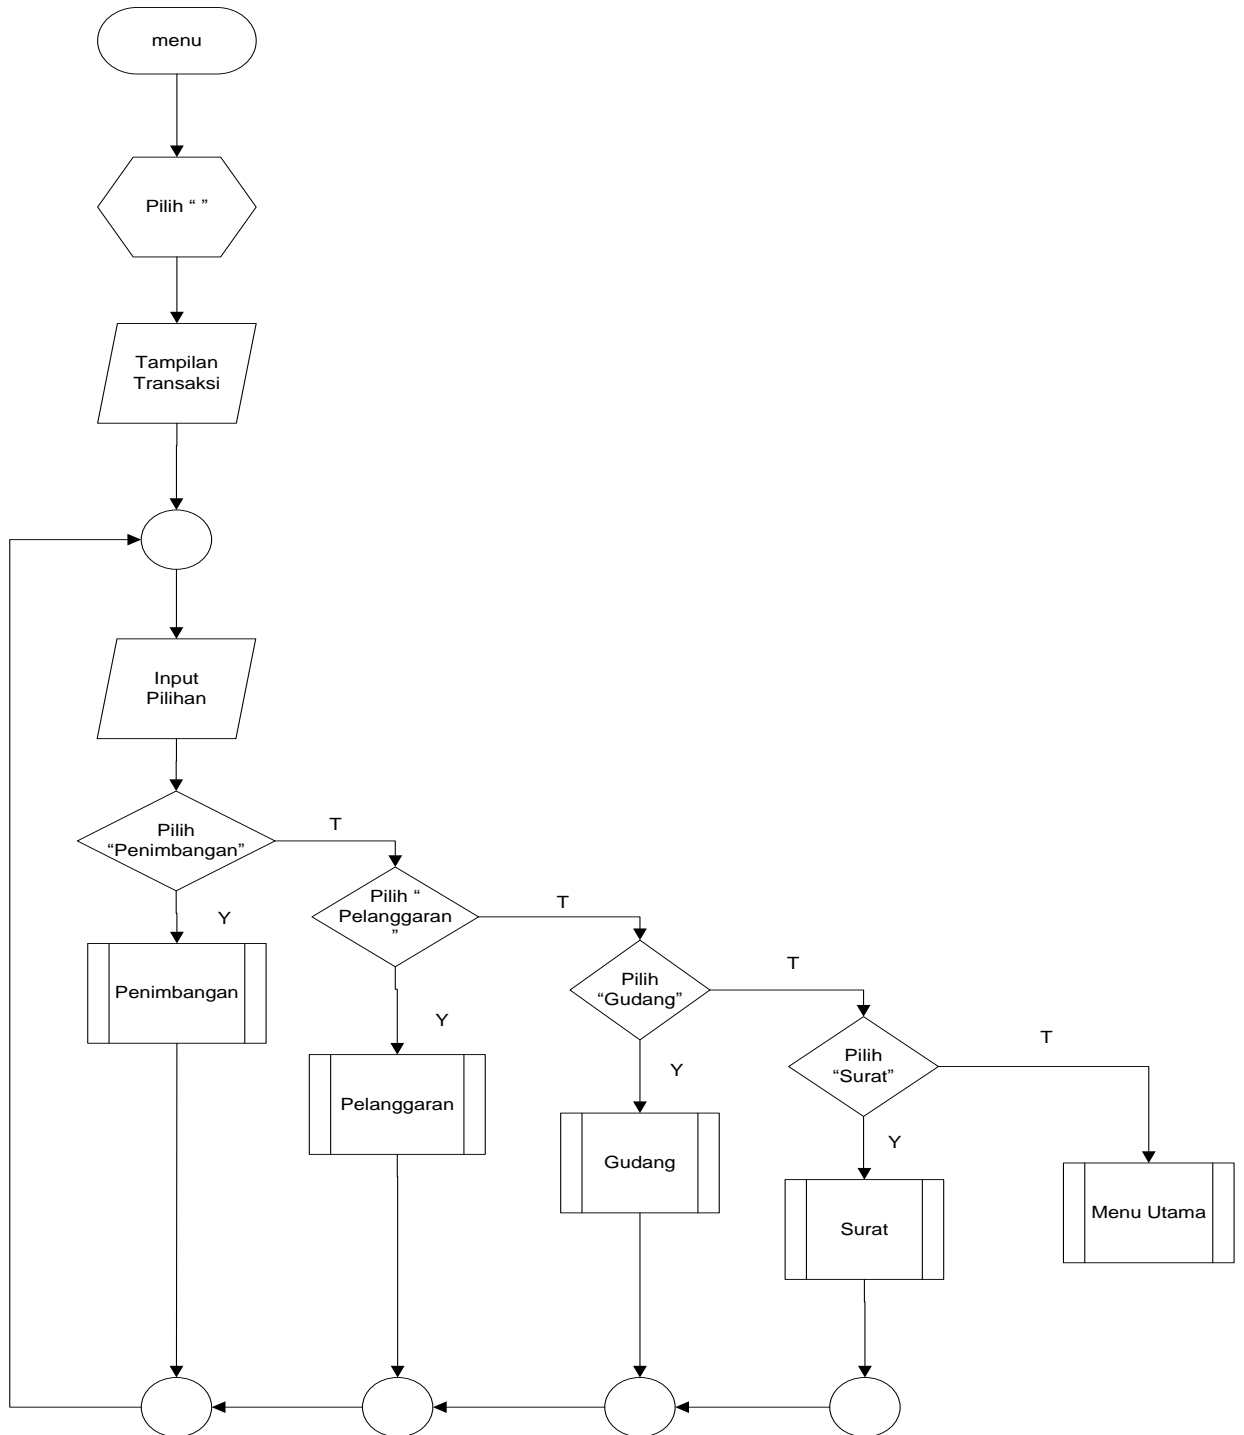 menu
Pilih “ ”
Tampilan
Transaksi
Input
Pilihan
Pilih
“Penimbangan”
T
Y
Penimbangan
Pilih “
Pelanggaran
”
T
Y
Pelanggaran
Pilih
“Gudang”
T
Y
Gudang
Pilih
“Surat”
T
Y
Surat
Menu Utama